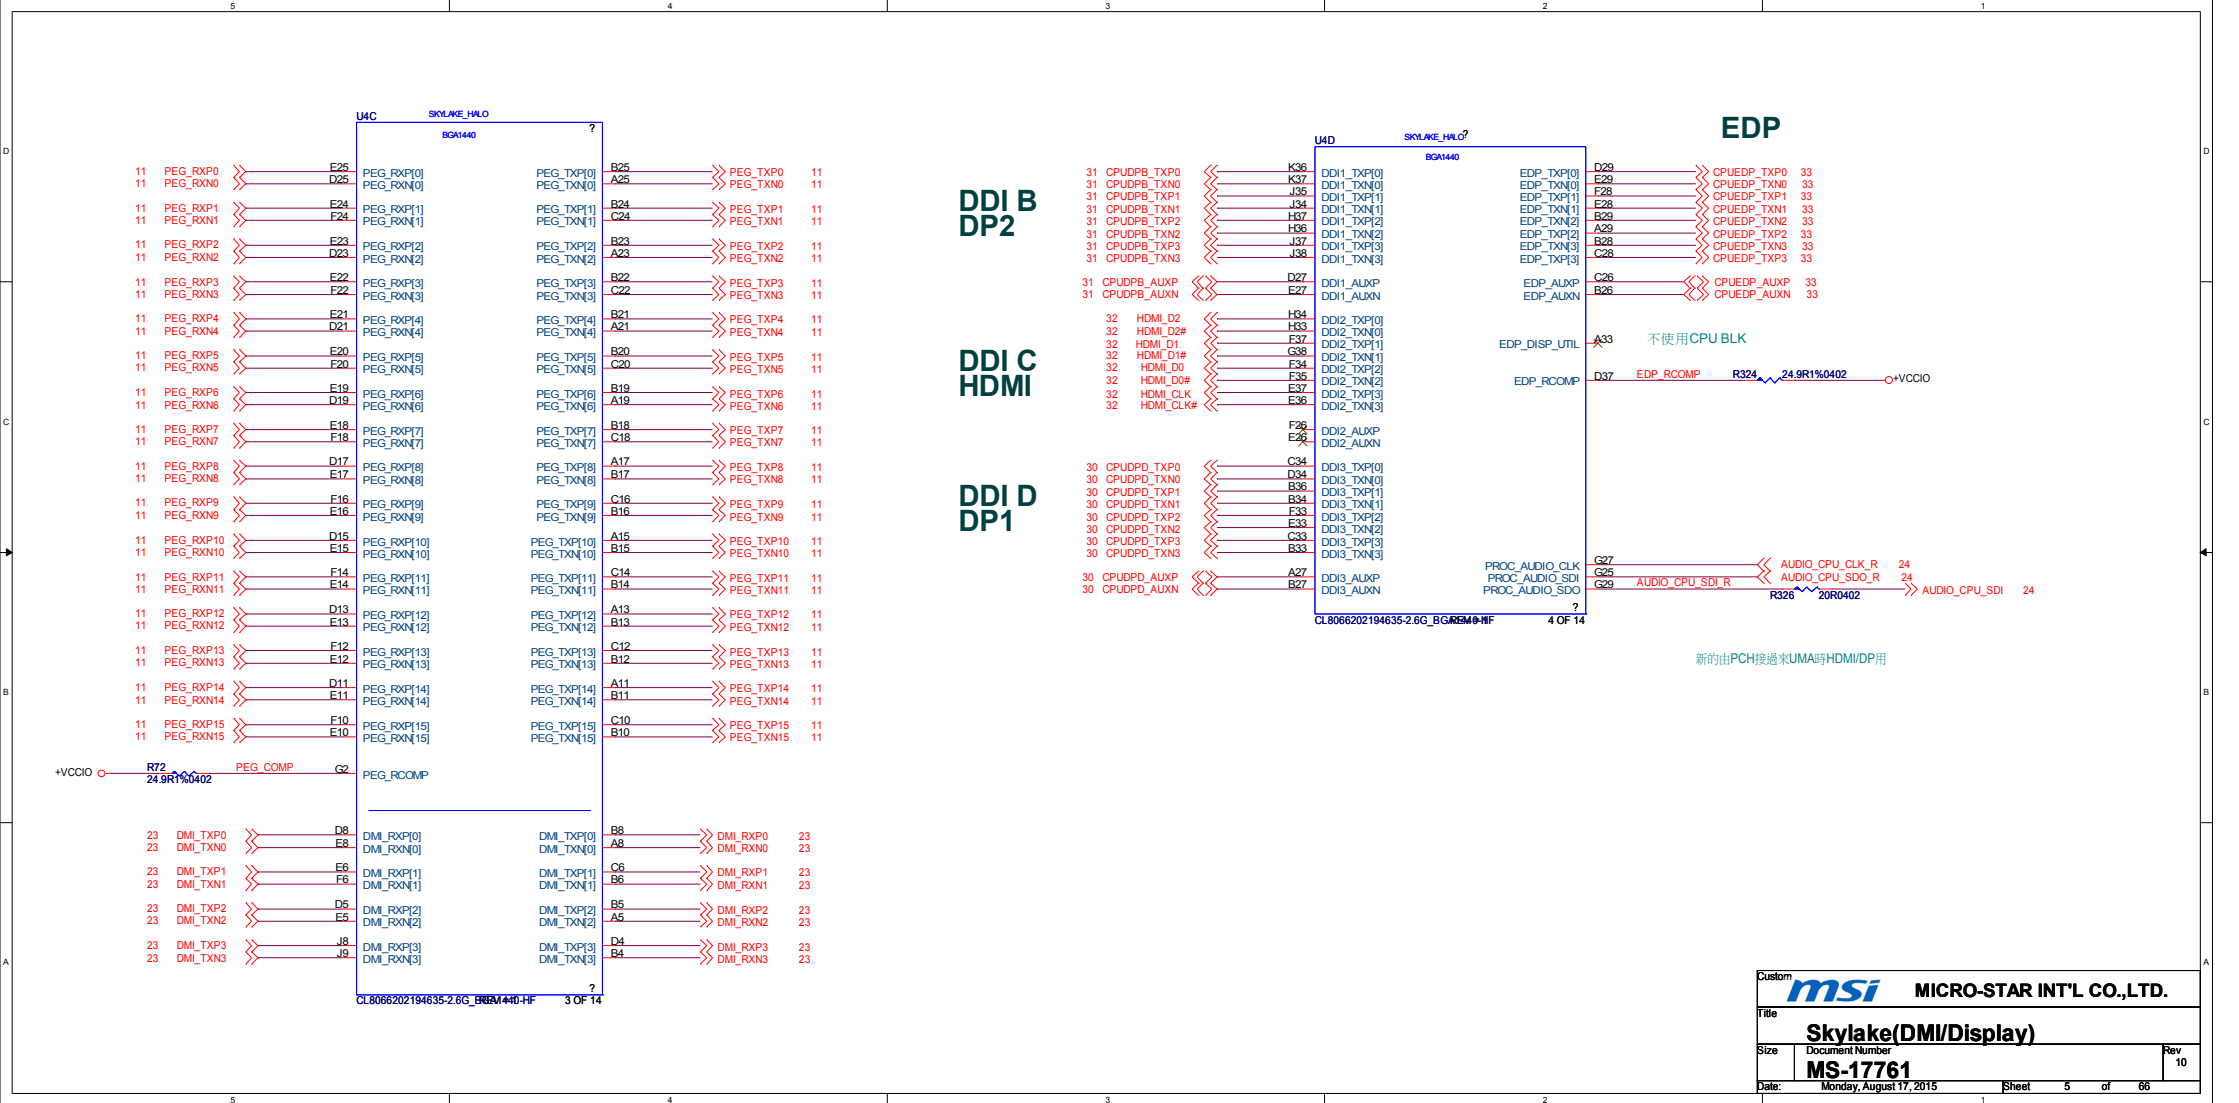 5 4 3 2 1
D
C
B
A
U4C SKYLAKE_HALO
BGA1440
?
11 PEG_RXP0 E25 PEG_RXP[0] PEG_TXP[0] B25 PEG_TXP0 11
11 PEG_RXN0 D25 PEG_RXN[0] PEG_TXN[0] A25 PEG_TXN0 11
11 PEG_RXP1 E24 PEG_RXP[1] PEG_TXP[1] B24 PEG_TXP1 11
11 PEG_RXN1 F24 PEG_RXN[1] PEG_TXN[1] C24 PEG_TXN1 11
11 PEG_RXP2 E23 PEG_RXP[2] PEG_TXP[2] B23 PEG_TXP2 11
11 PEG_RXN2 D23 PEG_RXN[2] PEG_TXN[2] A23 PEG_TXN2 11
11 PEG_RXP3 E22 PEG_RXP[3] PEG_TXP[3] B22 PEG_TXP3 11
11 PEG_RXN3 F22 PEG_RXN[3] PEG_TXN[3] C22 PEG_TXN3 11
11 PEG_RXP4 E21 PEG_RXP[4] PEG_TXP[4] B21 PEG_TXP4 11
11 PEG_RXN4 D21 PEG_RXN[4] PEG_TXN[4] A21 PEG_TXN4 11
11 PEG_RXP5 E20 PEG_RXP[5] PEG_TXP[5] B20 PEG_TXP5 11
11 PEG_RXN5 F20 PEG_RXN[5] PEG_TXN[5] C20 PEG_TXN5 11
11 PEG_RXP6 E19 PEG_RXP[6] PEG_TXP[6] B19 PEG_TXP6 11
11 PEG_RXN6 D19 PEG_RXN[6] PEG_TXN[6] A19 PEG_TXN6 11
11 PEG_RXP7 E18 PEG_RXP[7] PEG_TXP[7] B18 PEG_TXP7 11
11 PEG_RXN7 F18 PEG_RXN[7] PEG_TXN[7] C18 PEG_TXN7 11
11 PEG_RXP8 D17 PEG_RXP[8] PEG_TXP[8] A17 PEG_TXP8 11
11 PEG_RXN8 E17 PEG_RXN[8] PEG_TXN[8] B17 PEG_TXN8 11
11 PEG_RXP9 F16 PEG_RXP[9] PEG_TXP[9] C16 PEG_TXP9 11
11 PEG_RXN9 E16 PEG_RXN[9] PEG_TXN[9] B16 PEG_TXN9 11
11 PEG_RXP10 D15 PEG_RXP[10] PEG_TXP[10] A15 PEG_TXP10 11
11 PEG_RXN10 E15 PEG_RXN[10] PEG_TXN[10] B15 PEG_TXN10 11
11 PEG_RXP11 F14 PEG_RXP[11] PEG_TXP[11] C14 PEG_TXP11 11
11 PEG_RXN11 E14 PEG_RXN[11] PEG_TXN[11] B14 PEG_TXN11 11
11 PEG_RXP12 D13 PEG_RXP[12] PEG_TXP[12] A13 PEG_TXP12 11
11 PEG_RXN12 E13 PEG_RXN[12] PEG_TXN[12] B13 PEG_TXN12 11
11 PEG_RXP13 F12 PEG_RXP[13] PEG_TXP[13] C12 PEG_TXP13 11
11 PEG_RXN13 E12 PEG_RXN[13] PEG_TXN[13] B12 PEG_TXN13 11
11 PEG_RXP14 D11 PEG_RXP[14] PEG_TXP[14] A11 PEG_TXP14 11
11 PEG_RXN14 E11 PEG_RXN[14] PEG_TXN[14] B11 PEG_TXN14 11
11 PEG_RXP15 F10 PEG_RXP[15] PEG_TXP[15] C10 PEG_TXP15 11
11 PEG_RXN15 E10 PEG_RXN[15] PEG_TXN[15] B10 PEG_TXN15 11
+VCCIO R72 PEG_COMP G2 PEG_RCOMP
24.9R1%0402
23 DMI_TXP0 D8 DMI_RXP[0] DMI_TXP[0] B8 DMI_RXP0 23
23 DMI_TXN0 E8 DMI_RXN[0] DMI_TXN[0] A8 DMI_RXN0 23
23 DMI_TXP1 E6 DMI_RXP[1] DMI_TXP[1] C6 DMI_RXP1 23
23 DMI_TXN1 F6 DMI_RXN[1] DMI_TXN[1] B6 DMI_RXN1 23
23 DMI_TXP2 D5 DMI_RXP[2] DMI_TXP[2] B5 DMI_RXP2 23
23 DMI_TXN2 E5 DMI_RXN[2] DMI_TXN[2] A5 DMI_RXN2 23
23 DMI_TXP3 J8 DMI_RXP[3] DMI_TXP[3] D4 DMI_RXP3 23
23 DMI_TXN3 J9 DMI_RXN[3] DMI_TXN[3] B4 DMI_RXN3 23
?
CL8066202194635-2.6G_BGA1440-HF 3 OF 14
EDP
U4D SKYLAKE_HALO ?
BGA1440
DDI B
DP2
31 CPUDPB_TXP0 K36 DDI1_TXP[0] EDP_TXP[0] D29 CPUEDP_TXP0 33
31 CPUDPB_TXN0 K37 DDI1_TXN[0] EDP_TXN[0] E29 CPUEDP_TXN0 33
31 CPUDPB_TXP1 J35 DDI1_TXP[1] EDP_TXP[1] F28 CPUEDP_TXP1 33
31 CPUDPB_TXN1 J34 DDI1_TXN[1] EDP_TXN[1] E28 CPUEDP_TXN1 33
31 CPUDPB_TXP2 H37 DDI1_TXP[2] EDP_TXN[2] B29 CPUEDP_TXN2 33
31 CPUDPB_TXN2 H36 DDI1_TXN[2] EDP_TXP[2] A29 CPUEDP_TXP2 33
31 CPUDPB_TXP3 J37 DDI1_TXP[3] EDP_TXN[3] B28 CPUEDP_TXN3 33
31 CPUDPB_TXN3 J38 DDI1_TXN[3] EDP_TXP[3] C28 CPUEDP_TXP3 33
31 CPUDPB_AUXP D27 DDI1_AUXP EDP_AUXP C26 CPUEDP_AUXP 33
31 CPUDPB_AUXN E27 DDI1_AUXN EDP_AUXN B26 CPUEDP_AUXN 33
DDI C
HDMI
32 HDMI_D2 H34 DDI2_TXP[0]
32 HDMI_D2# H33 DDI2_TXN[0]
32 HDMI_D1 F37 DDI2_TXP[1] EDP_DISP_UTIL A33 不使用CPU BLK
32 HDMI_D1# G38 DDI2_TXN[1]
32 HDMI_D0 F34 DDI2_TXP[2]
32 HDMI_D0# F35 DDI2_TXN[2] EDP_RCOMP D37 EDP_RCOMP R324 24.9R1%0402 +VCCIO
32 HDMI_CLK E37 DDI2_TXP[3]
32 HDMI_CLK# E36 DDI2_TXN[3]
F26 DDI2_AUXP
E26 DDI2_AUXN
DDI D
DP1
30 CPUDPD_TXP0 C34 DDI3_TXP[0]
30 CPUDPD_TXN0 D34 DDI3_TXN[0]
30 CPUDPD_TXP1 B36 DDI3_TXP[1]
30 CPUDPD_TXN1 B34 DDI3_TXN[1]
30 CPUDPD_TXP2 F33 DDI3_TXP[2]
30 CPUDPD_TXN2 E33 DDI3_TXN[2]
30 CPUDPD_TXP3 C33 DDI3_TXP[3]
30 CPUDPD_TXN3 B33 DDI3_TXN[3]
PROC_AUDIO_CLK G27 AUDIO_CPU_CLK_R 24
30 CPUDPD_AUXP A27 DDI3_AUXP PROC_AUDIO_SDI G25 AUDIO_CPU_SDO_R 24
30 CPUDPD_AUXN B27 DDI3_AUXN PROC_AUDIO_SDO G29 AUDIO_CPU_SDI_R R326 20R0402 AUDIO_CPU_SDI 24
?
CL8066202194635-2.6G_BGA1440-HF 4 OF 14
新的由PCH接過來UMA時HDMI/DP用
Custom msi MICRO-STAR INT'L CO.,LTD.
Title
Skylake(DMI/Display)
Size Document Number Rev
MS-17761 10
Date: Monday, August 17, 2015 Sheet 5 of 66
D
C
B
A
5 4 3 2 1